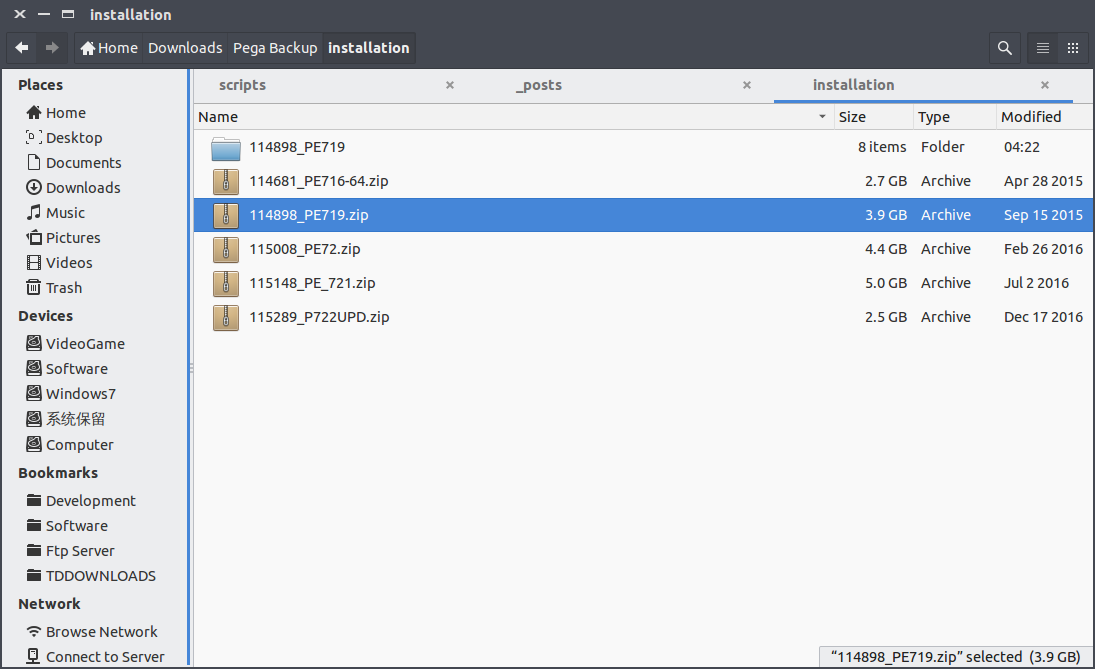 installation
Home Downloads Pega Backup installation
Places
Home
Desktop
Documents
Downloads
Music
Pictures
Videos
Trash
Devices
VideoGame
Software
Windows7
系统保留
Computer
Bookmarks
Development
Software
Ftp Server
TDDOWNLOADS
Network
Browse Network
Connect to Server
scripts _posts installation
Name Size Type Modified
114898_PE719 8 items Folder 04:22
114681_PE716-64.zip 2.7 GB Archive Apr 28 2015
114898_PE719.zip 3.9 GB Archive Sep 15 2015
115008_PE72.zip 4.4 GB Archive Feb 26 2016
115148_PE_721.zip 5.0 GB Archive Jul 2 2016
115289_P722UPD.zip 2.5 GB Archive Dec 17 2016
“114898_PE719.zip” selected (3.9 GB)